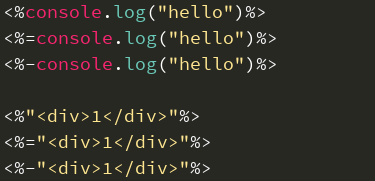 <%console.log("hello")%>
<%=console.log("hello")%>
<%-console.log("hello")%>
<%"<div>1</div>"%>
<%="<div>1</div>"%>
<%-"<div>1</div>"%>